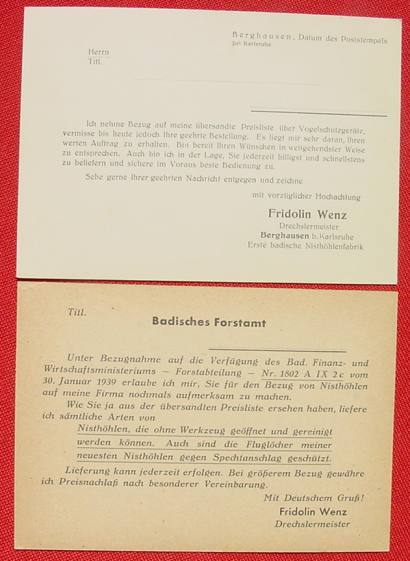 Berghausen, Datum des Poststempels
bei Karlsruhe
Herrn
Titl.
Ich nehme Bezug auf meine übersandte Preisliste über Vogelschutzgeräte,
vermisse bis heute jedoch Ihre geehrte Bestellung. Es liegt mir sehr daran, Ihren
werten Auftrag zu erhalten. Bin bereit Ihren Wünschen in weitgehendster Weise
zu entsprechen. Auch bin ich in der Lage, Sie jederzeit billigst und schnellstens
zu beliefern und sichere im Voraus beste Bedienung zu.
Sehe gerne Ihrer geehrten Nachricht entgegen und zeichne
mit vorzüglicher Hochachtung
Fridolin Wenz
Drechslermeister
Berghausen b. Karlsruhe
Erste badische Nisthöhlenfabrik
Titl.
Badisches Forstamt
Unter Bezugnahme auf die Verfügung des Bad. Finanz- und
Wirtschaftsministeriums – Forstabteilung – Nr. 1802 A IX 2c vom
30. Januar 1939 erlaube ich mir, Sie für den Bezug von Nisthöhlen
auf meine Firma nochmals aufmerksam zu machen.
Wie Sie ja aus der übersandten Preisliste ersehen haben, liefere
ich sämtliche Arten von
Nisthöhlen, die ohne Werkzeug geöffnet und gereinigt
werden können. Auch sind die Fluglöcher meiner
neuesten Nisthöhlen gegen Spechtanschlag geschützt.
Lieferung kann jederzeit erfolgen. Bei größerem Bezug gewähre
ich Preisnachlaß nach besonderer Vereinbarung.
Mit Deutschem Gruß!
Fridolin Wenz
Drechslermeister